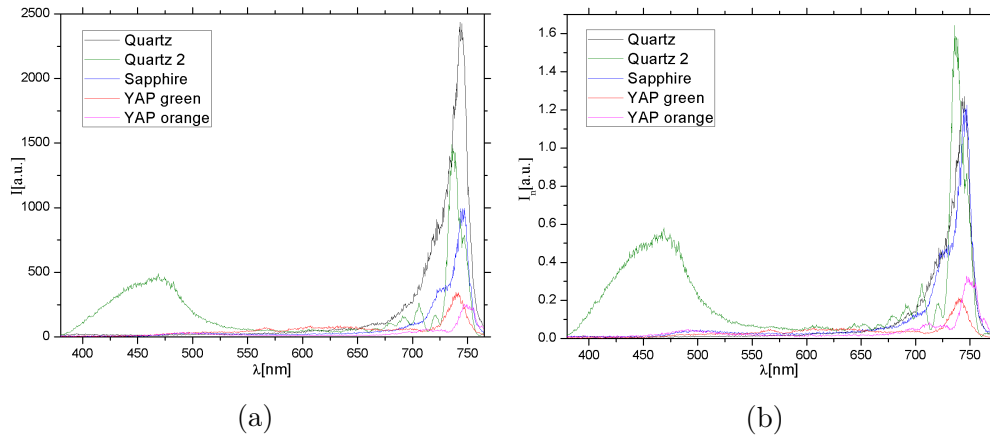 2500
2000
1500
1000
500
0
I[a.u.]
Quartz
Quartz 2
Sapphire
YAP green
YAP orange
400 450 500 550 600 650 700 750
λ[nm]
(a)
1.6
1.4
1.2
1.0
0.8
0.6
0.4
0.2
0.0
I_n[a.u.]
Quartz
Quartz 2
Sapphire
YAP green
YAP orange
400 450 500 550 600 650 700 750
λ[nm]
(b)